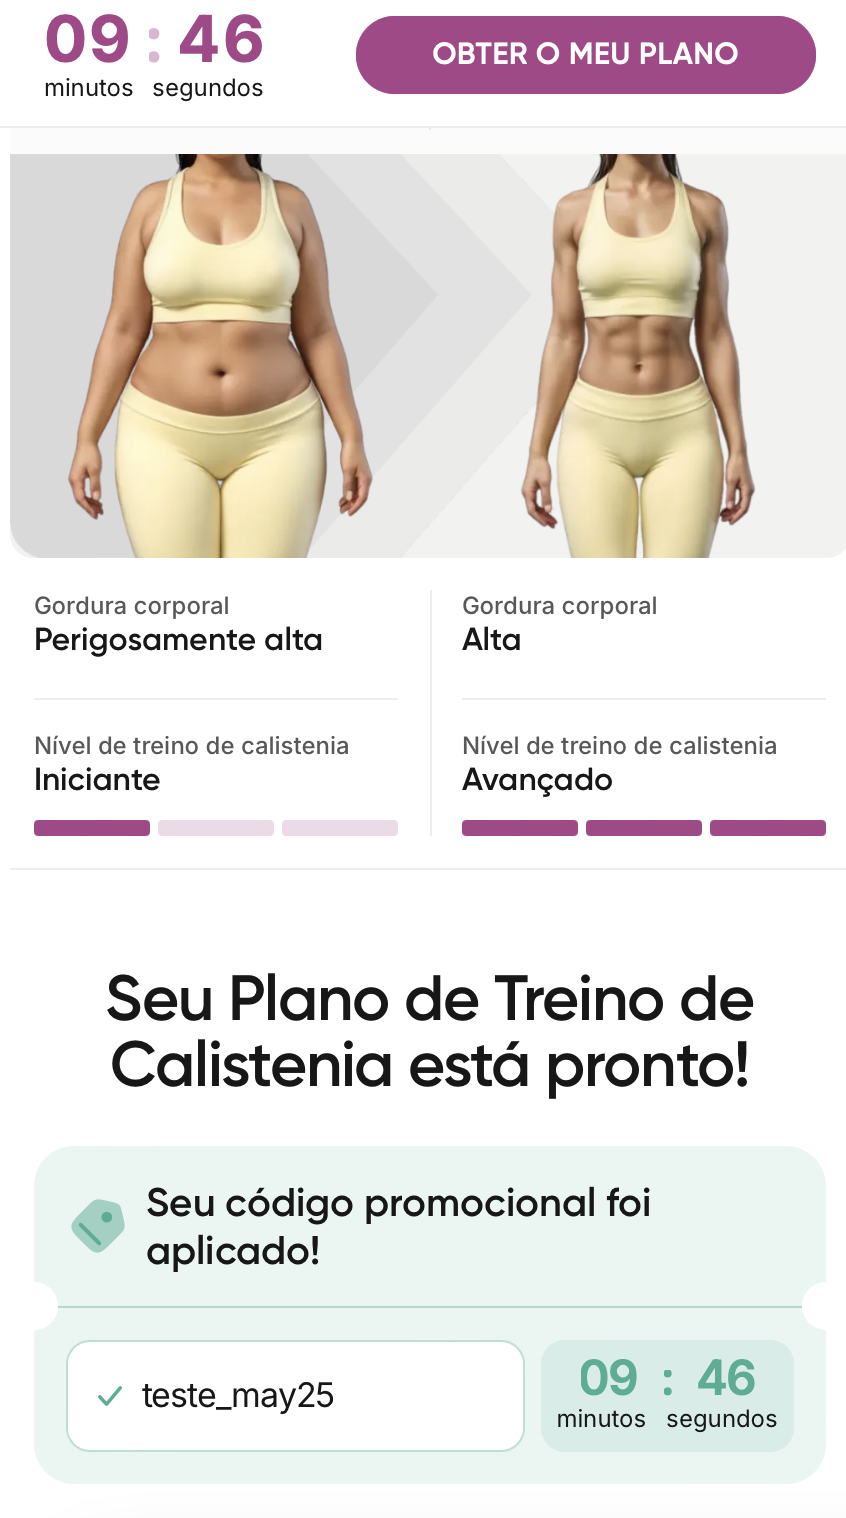 09 : 46
minutos segundos
OBTER O MEU PLANO
Gordura corporal
Perigosamente alta
Nível de treino de calistenia
Iniciante
Gordura corporal
Alta
Nível de treino de calistenia
Avançado
Seu Plano de Treino de
Calistenia está pronto!
Seu código promocional foi
aplicado!
teste_may25
09 : 46
minutos segundos